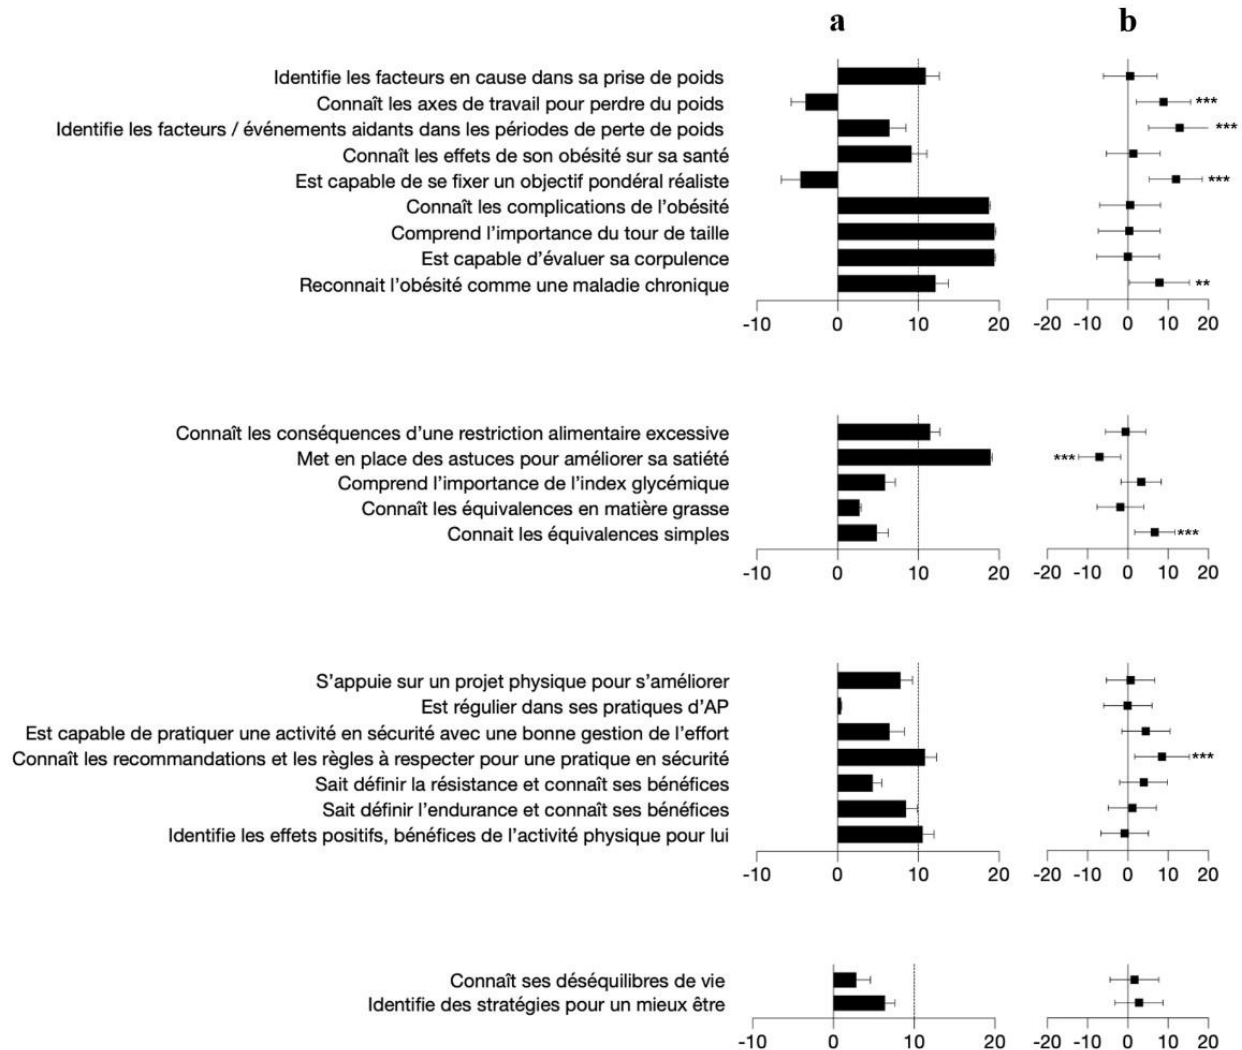 a b
Identifie les facteurs en cause dans sa prise de poids
Connaît les axes de travail pour perdre du poids ***
Identifie les facteurs / événements aidants dans les périodes de perte de poids ***
Connaît les effets de son obésité sur sa santé
Est capable de se fixer un objectif pondéral réaliste ***
Connaît les complications de l'obésité
Comprend l'importance du tour de taille
Est capable d'évaluer sa corpulence
Reconnait l'obésité comme une maladie chronique **
-10 0 10 20 -20 -10 0 10 20
Connaît les conséquences d'une restriction alimentaire excessive
Met en place des astuces pour améliorer sa satiété ***
Comprend l'importance de l'index glycémique
Connaît les équivalences en matière grasse
Connait les équivalences simples ***
-10 0 10 20 -20 -10 0 10 20
S'appuie sur un projet physique pour s'améliorer
Est régulier dans ses pratiques d'AP
Est capable de pratiquer une activité en sécurité avec une bonne gestion de l'effort
Connaît les recommandations et les règles à respecter pour une pratique en sécurité ***
Sait définir la résistance et connaît ses bénéfices
Sait définir l'endurance et connaît ses bénéfices
Identifie les effets positifs, bénéfices de l'activité physique pour lui
-10 0 10 20 -20 -10 0 10 20
Connaît ses déséquilibres de vie
Identifie des stratégies pour un mieux être
-10 0 10 20 -20 -10 0 10 20